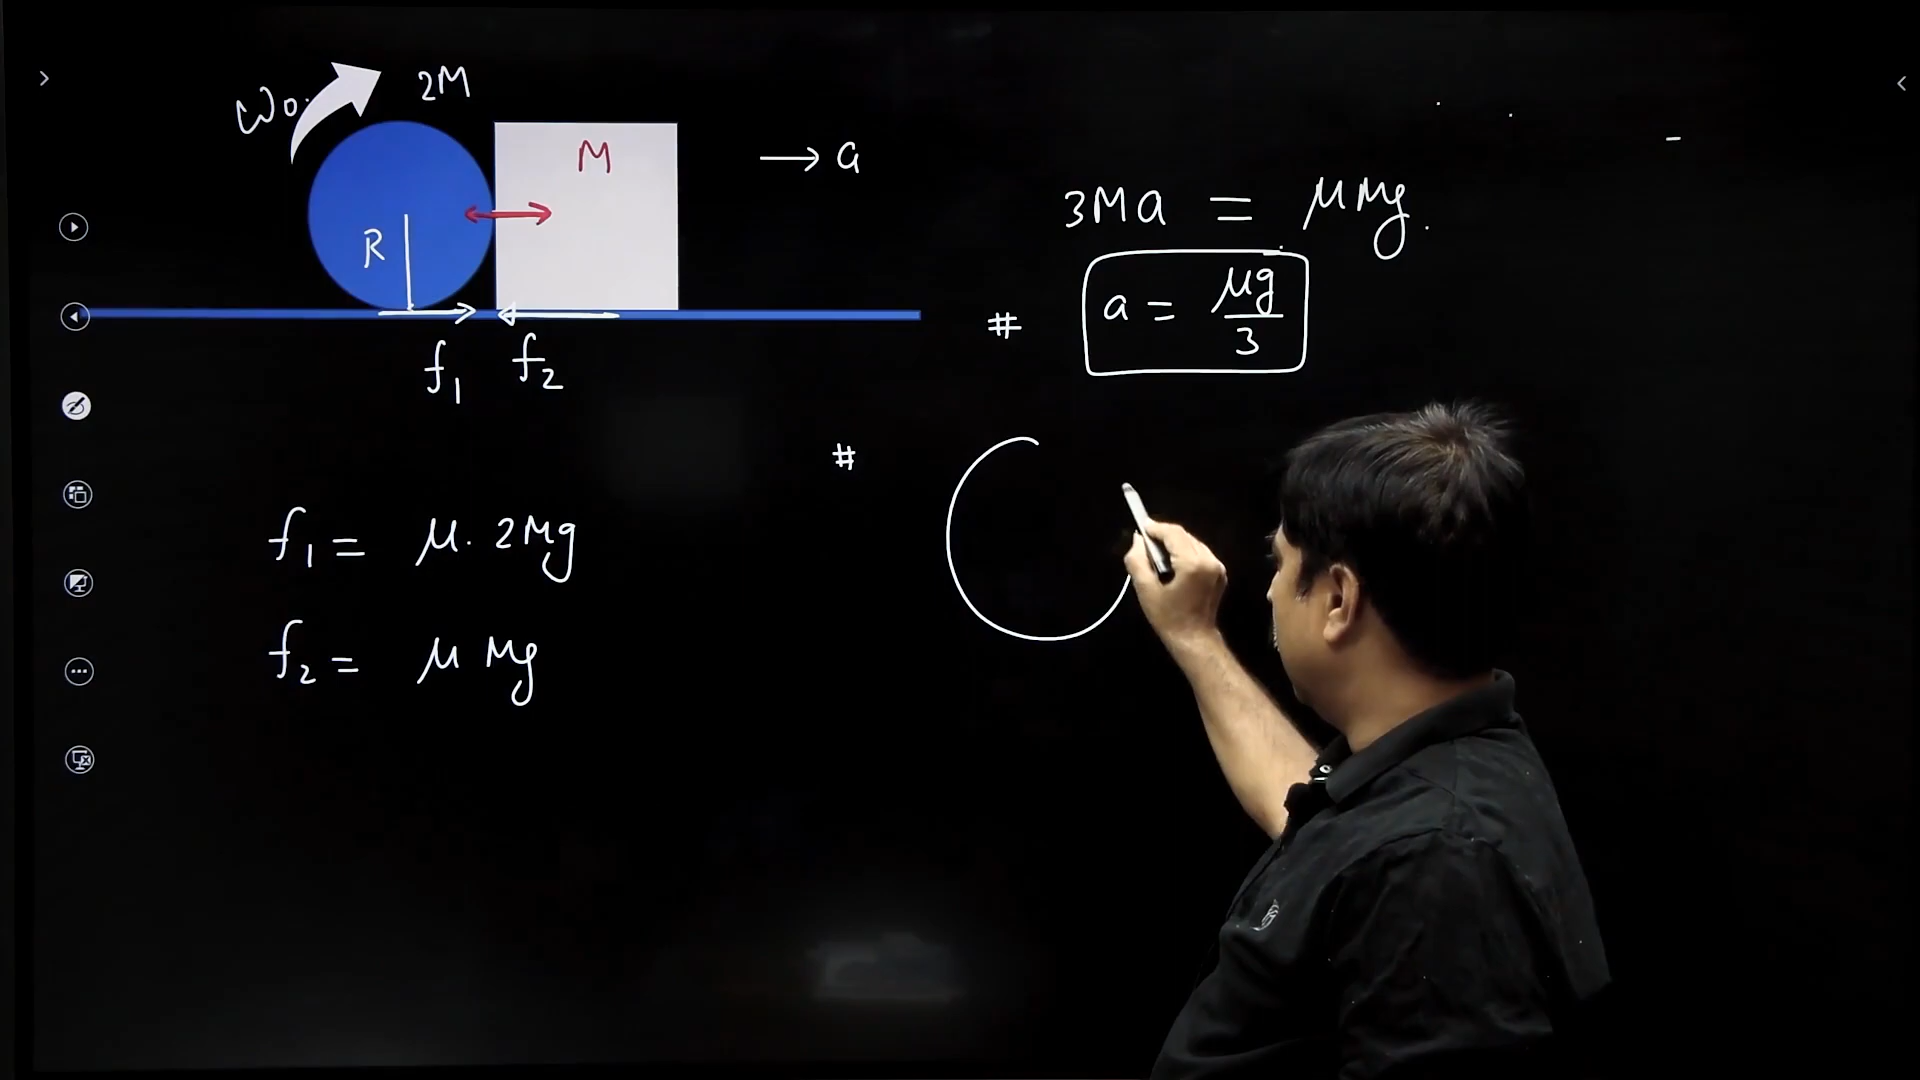 ω₀ 2M
M
→ a
R
f₁ f₂
3Ma = μMg.
# a = μg/3
#
f₁ = μ. 2Mg
f₂ = μ Mg